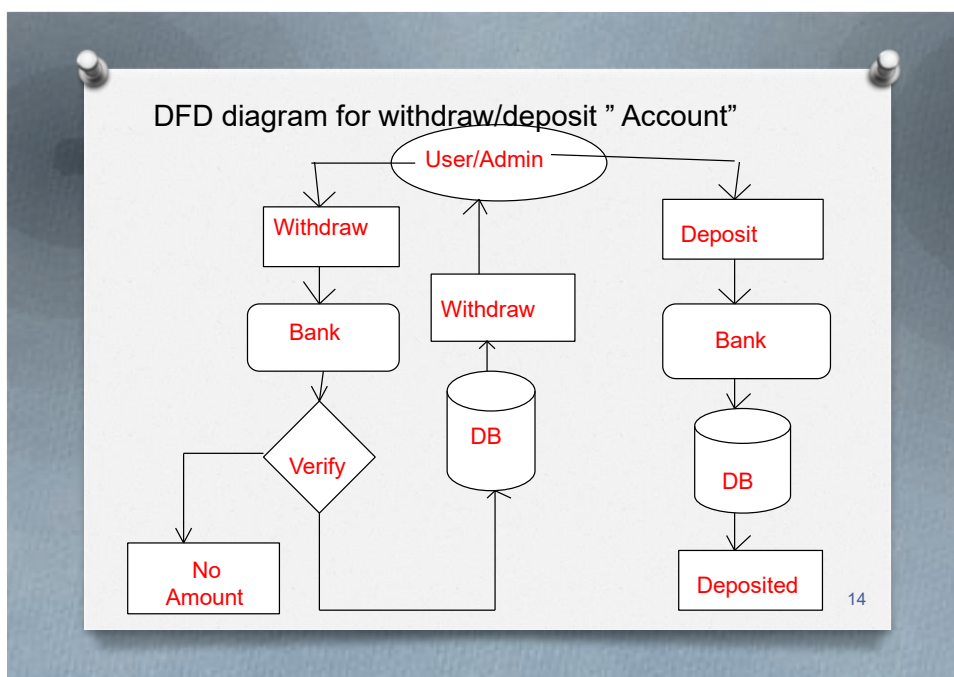 DFD diagram for withdraw/deposit ” Account”
User/Admin
Withdraw
Deposit
Withdraw
Bank
Bank
DB
Verify
DB
No
Amount
Deposited
14